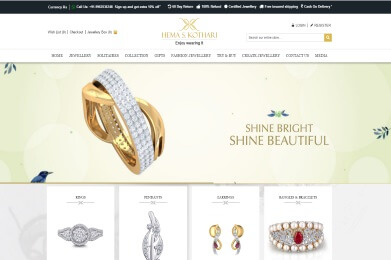 Currency Rs | Call Us: Sign up and get extra 10% off* 60 Day Return 100% Refund Certified Jewellery Free insured shipping Cash On Delivery*
Wish List (0) | Checkout | Jewellery Box (0)
LOGIN / REGISTER
HEMA S KOTHARI
Enjoy wearing it
Search our entire store...
HOME JEWELLERY SOLITAIRES COLLECTION GIFTS FASHION JEWELLERY TRY & BUY CREATE JEWELLERY CONTACT US MEDIA
SHINE BRIGHT
SHINE BEAUTIFUL
RINGS PENDANTS EARRINGS BANGLES & BRACELETS